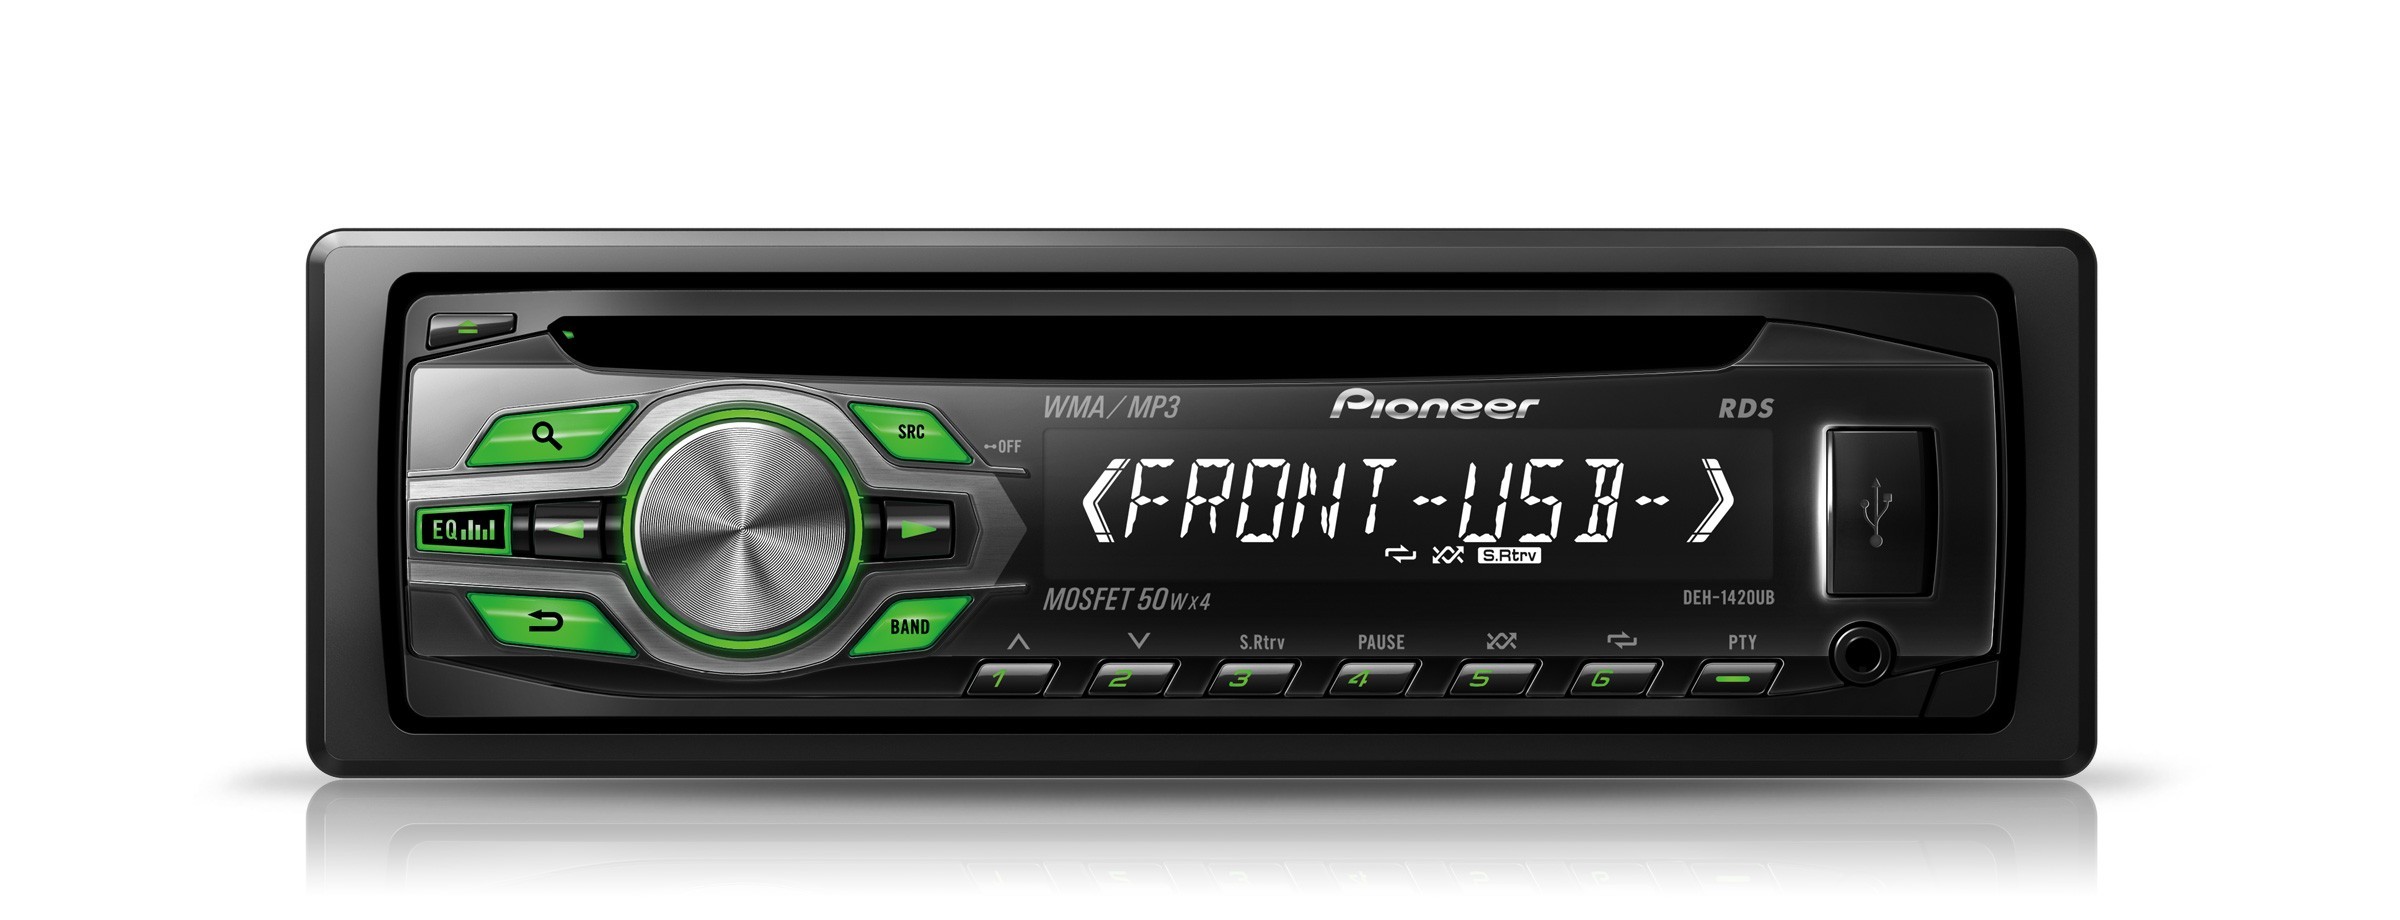 WMA/MP3
Pioneer
RDS
SRC
OFF
FRONT--USB--
EQ
S.Rtrv
MOSFET 50Wx4
DEH-1420UB
BAND
S.Rtrv
PAUSE
PTY
1
2
3
4
5
6